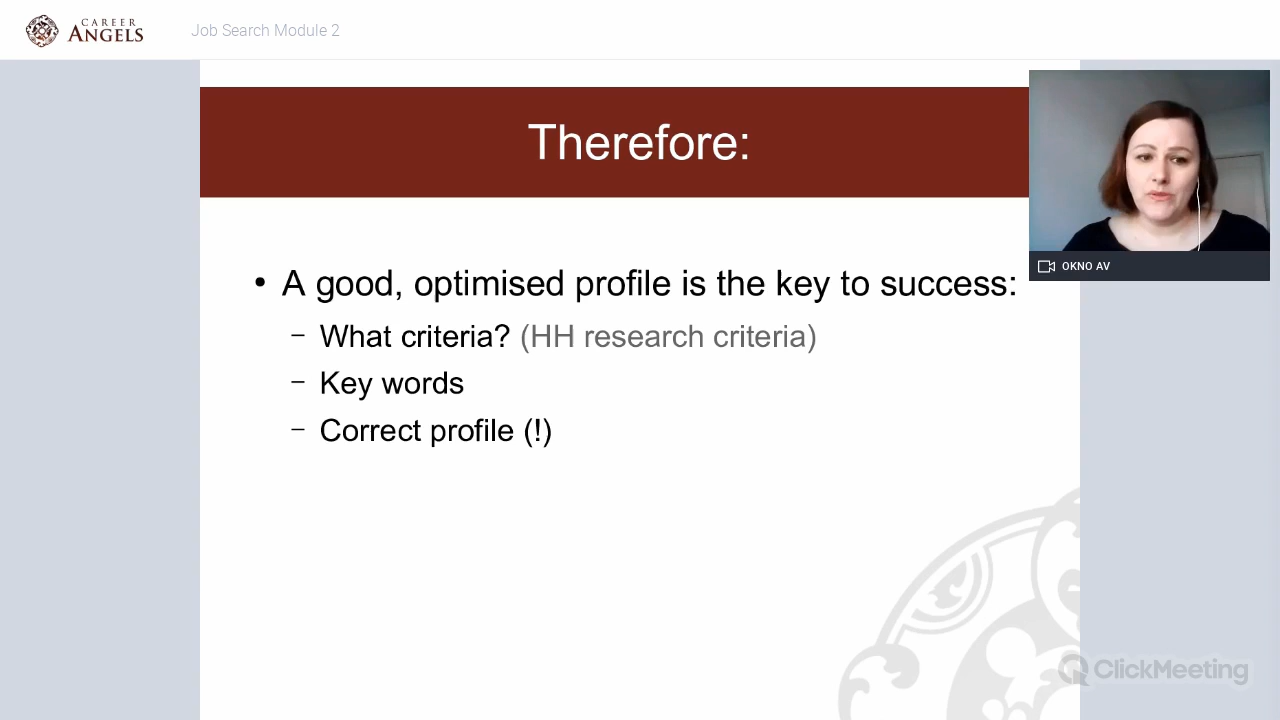 CAREER
ANGELS
Job Search Module 2
Therefore:
• A good, optimised profile is the key to success:
– What criteria? (HH research criteria)
– Key words
– Correct profile (!)
OKNO AV
ClickMeeting